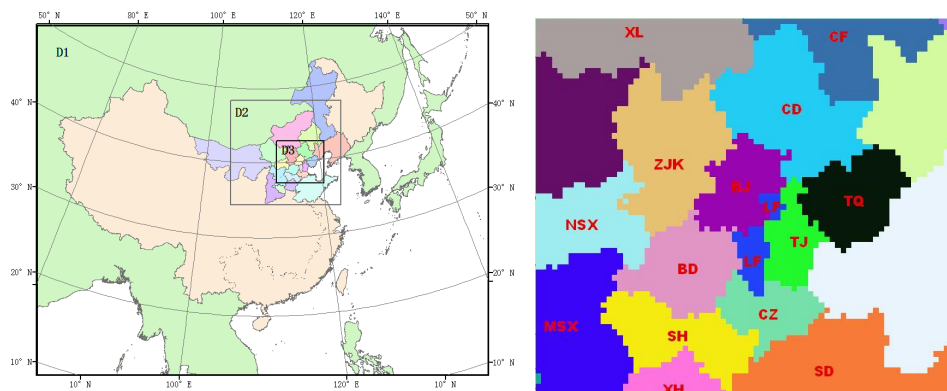 50° N
80° E
100° E
120° E
140° E
50° N
D1
D2
D3
40° N
30° N
20° N
10° N
40° N
30° N
20° N
10° N
10° N
100° E
120° E
10° N
XL
CF
CD
ZJK
BJ
LF
TQ
NSX
TJ
LF
BD
CZ
MSX
SH
SD
XH